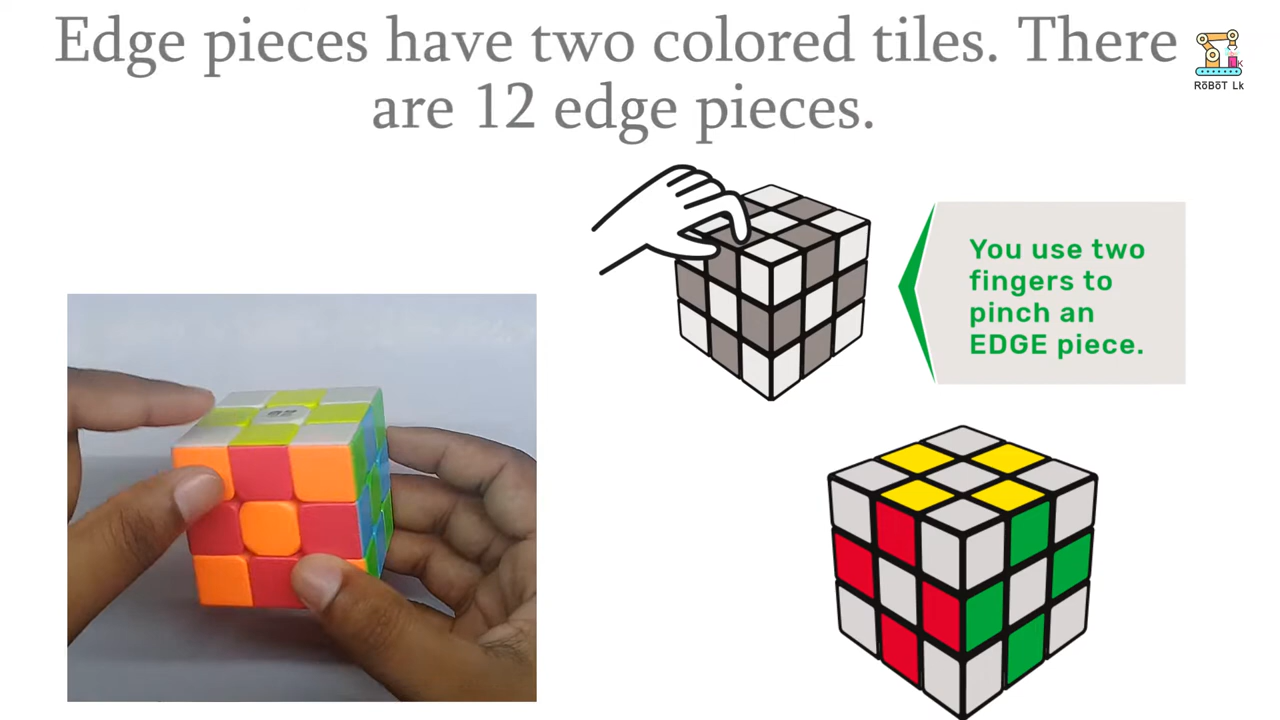 Edge pieces have two colored tiles. There
are 12 edge pieces.
RōBōT Lk
You use two
fingers to
pinch an
EDGE piece.